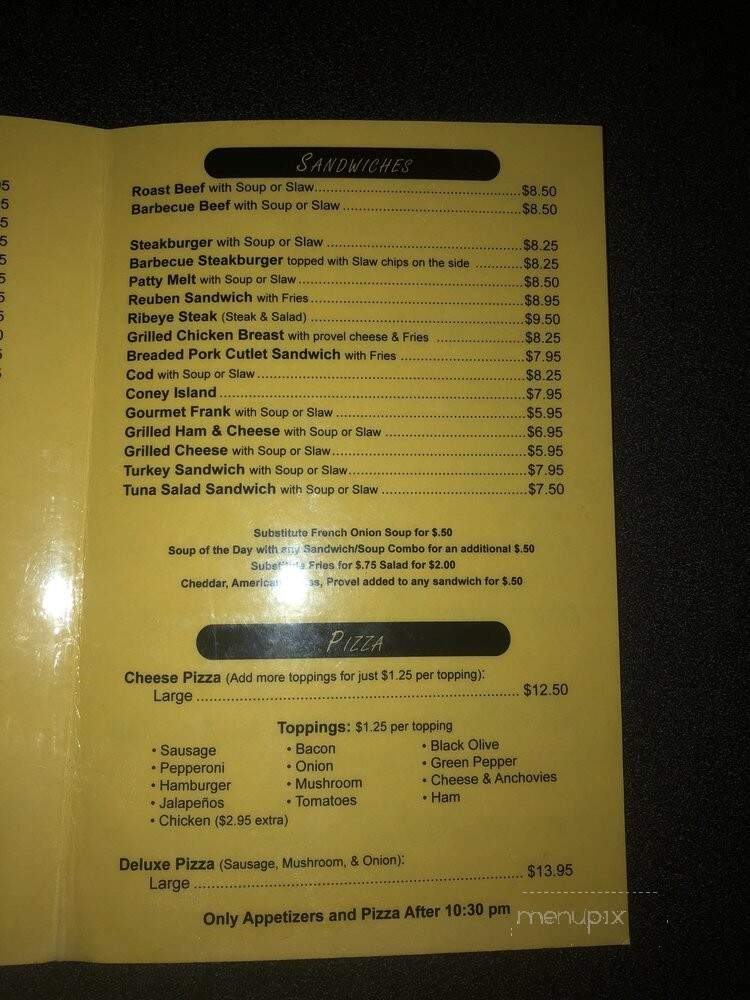 SANDWICHES
Roast Beef with Soup or Slaw..........$8.50
Barbecue Beef with Soup or Slaw..........$8.50
Steakburger with Soup or Slaw..........$8.25
Barbecue Steakburger topped with Slaw chips on the side..........$8.25
Patty Melt with Soup or Slaw..........$8.50
Reuben Sandwich with Fries..........$8.95
Ribeye Steak (Steak & Salad)..........$9.50
Grilled Chicken Breast with provel cheese & Fries..........$8.25
Breaded Pork Cutlet Sandwich with Fries..........$7.95
Cod with Soup or Slaw..........$8.25
Coney Island..........$7.95
Gourmet Frank with Soup or Slaw..........$5.95
Grilled Ham & Cheese with Soup or Slaw..........$6.95
Grilled Cheese with Soup or Slaw..........$5.95
Turkey Sandwich with Soup or Slaw..........$7.95
Tuna Salad Sandwich with Soup or Slaw..........$7.50
Substitute French Onion Soup for $.50
Soup of the Day with any Sandwich/Soup Combo for an additional $.50
Substitute Fries for $.75 Salad for $2.00
Cheddar, American, Provel added to any sandwich for $.50
PIZZA
Cheese Pizza (Add more toppings for just $1.25 per topping):
Large..........$12.50
Toppings: $1.25 per topping
• Sausage
• Pepperoni
• Hamburger
• Jalapeños
• Chicken ($2.95 extra)
• Bacon
• Onion
• Mushroom
• Tomatoes
• Black Olive
• Green Pepper
• Cheese & Anchovies
• Ham
Deluxe Pizza (Sausage, Mushroom, & Onion):
Large..........$13.95
Only Appetizers and Pizza After 10:30 pm
menupix